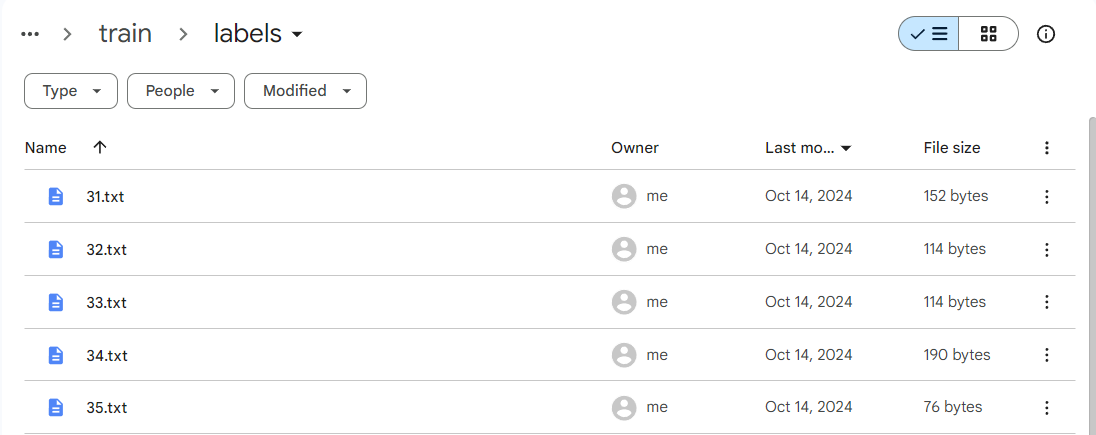 ... > train > labels
Type People Modified
Name Owner Last mo... File size
31.txt me Oct 14, 2024 152 bytes
32.txt me Oct 14, 2024 114 bytes
33.txt me Oct 14, 2024 114 bytes
34.txt me Oct 14, 2024 190 bytes
35.txt me Oct 14, 2024 76 bytes